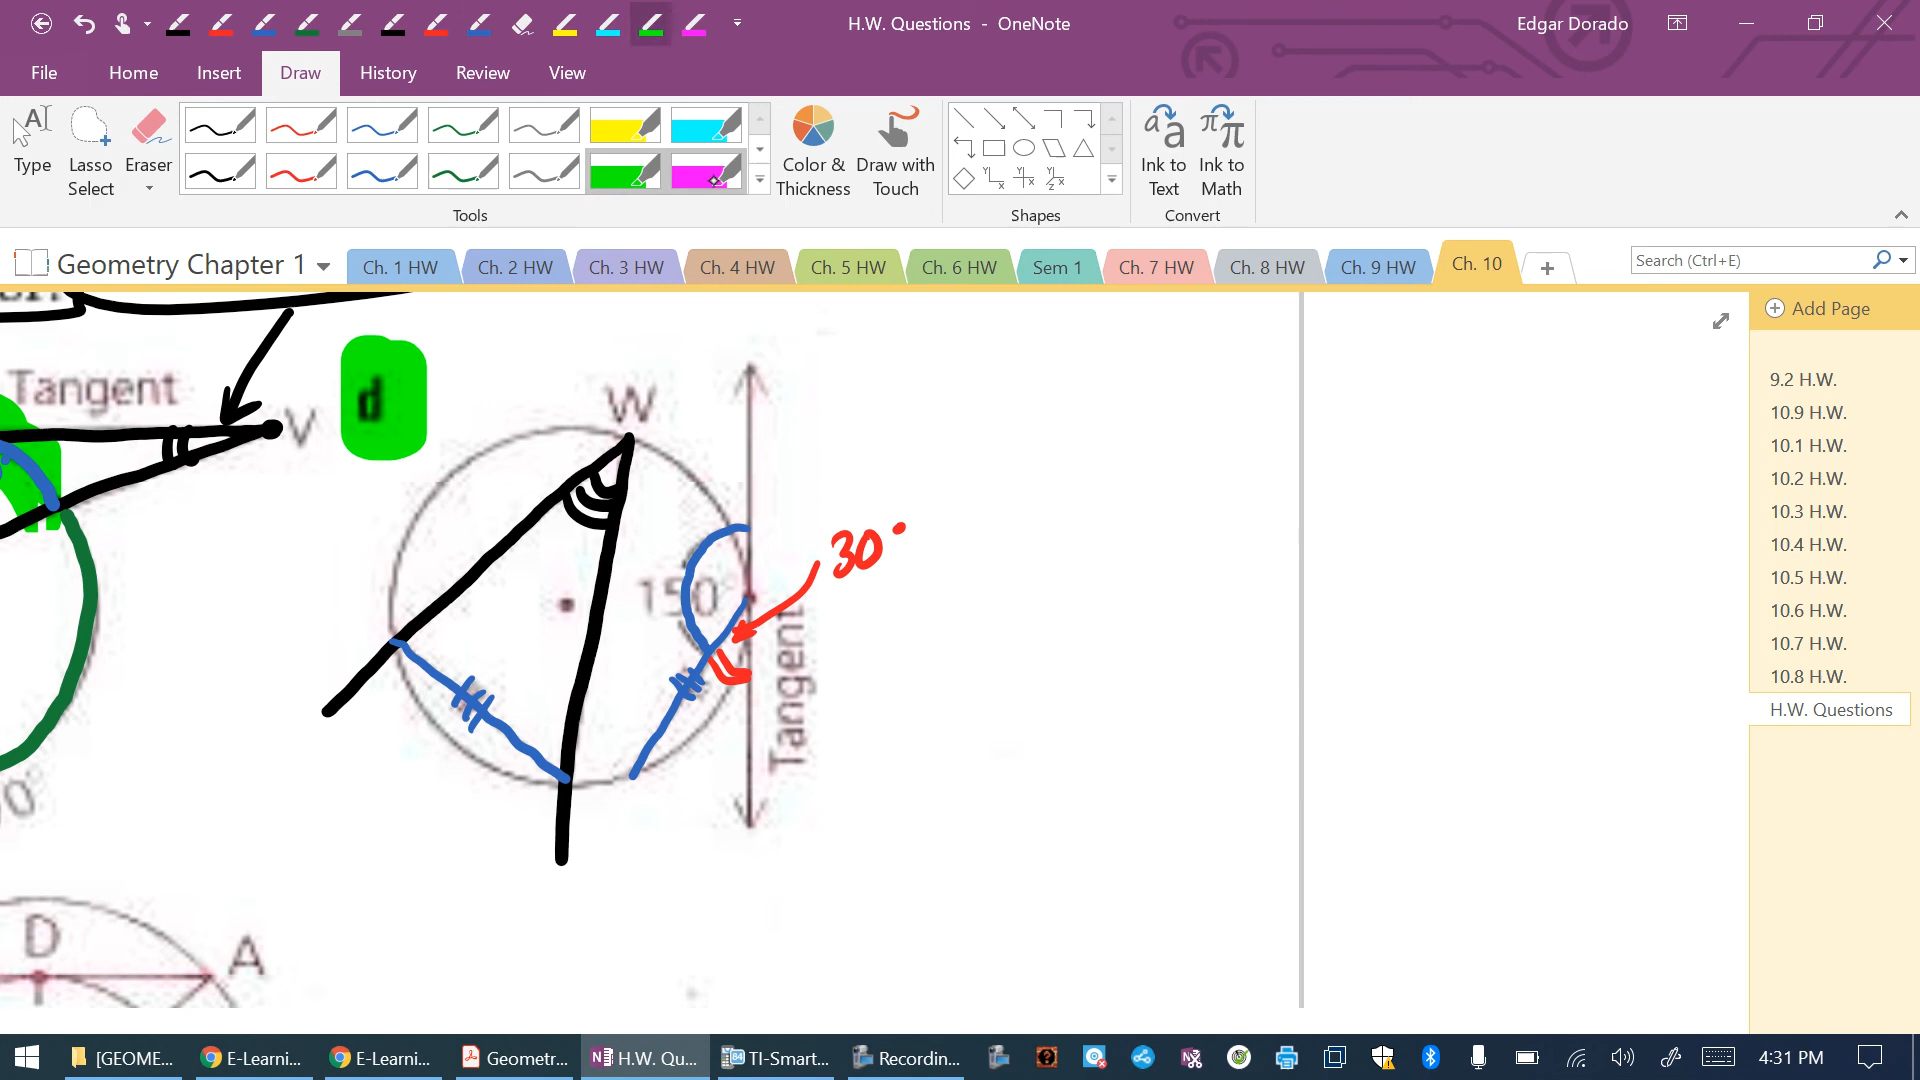 H.W. Questions - OneNote
Edgar Dorado
File Home Insert Draw History Review View
Type
Lasso Select
Eraser
Color & Thickness
Draw with Touch
Ink to Text
Ink to Math
Tools
Shapes
Convert
Geometry Chapter 1
Ch. 1 HW Ch. 2 HW Ch. 3 HW Ch. 4 HW Ch. 5 HW Ch. 6 HW Sem 1 Ch. 7 HW Ch. 8 HW Ch. 9 HW Ch. 10
Search (Ctrl+E)
Add Page
9.2 H.W.
10.9 H.W.
10.1 H.W.
10.2 H.W.
10.3 H.W.
10.4 H.W.
10.5 H.W.
10.6 H.W.
10.7 H.W.
10.8 H.W.
H.W. Questions
Tangent
V
d
W
150
30°
Tangent
D
A
[GEOME... E-Learni... E-Learni... Geometr... H.W. Qu... TI-Smart... Recordin... 4:31 PM